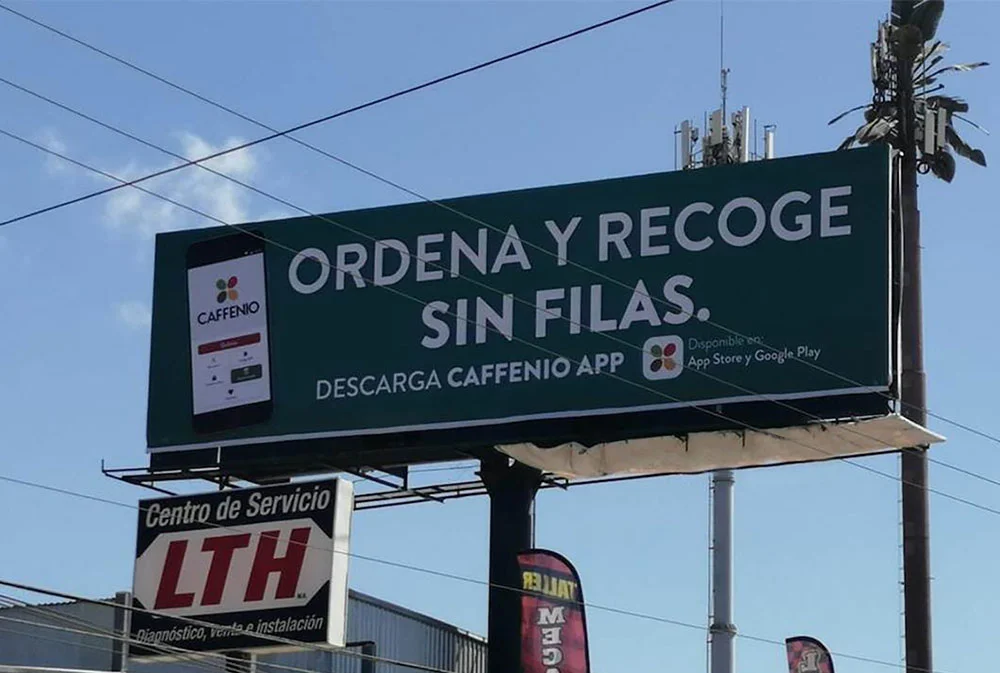 ORDENA Y RECOGE
SIN FILAS.
DESCARGA CAFFENIO APP
Disponible en:
App Store y Google Play
CAFFENIO
Centro de Servicio
LTH
Diagnóstico, venta e instalación
TALLER
MEC